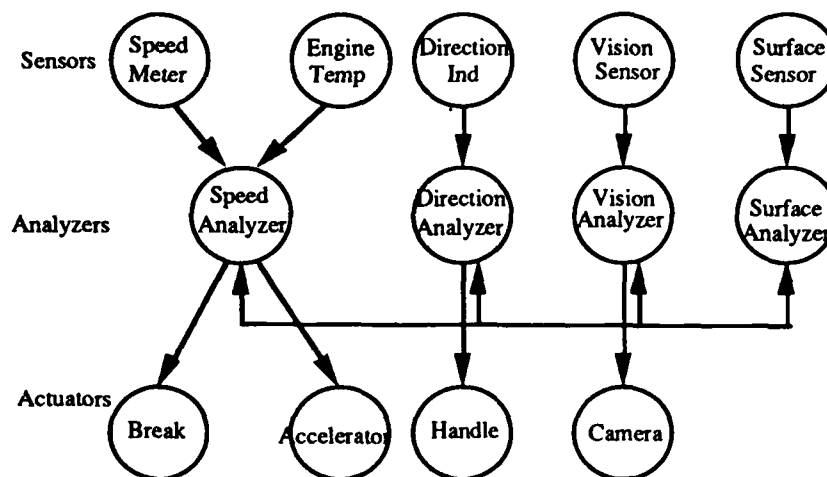 Sensors
Speed
Meter
Engine
Temp
Direction
Ind
Vision
Sensor
Surface
Sensor
Analyzers
Speed
Analyzer
Direction
Analyzer
Vision
Analyzer
Surface
Analyzer
Actuators
Break
Accelerator
Handle
Camera